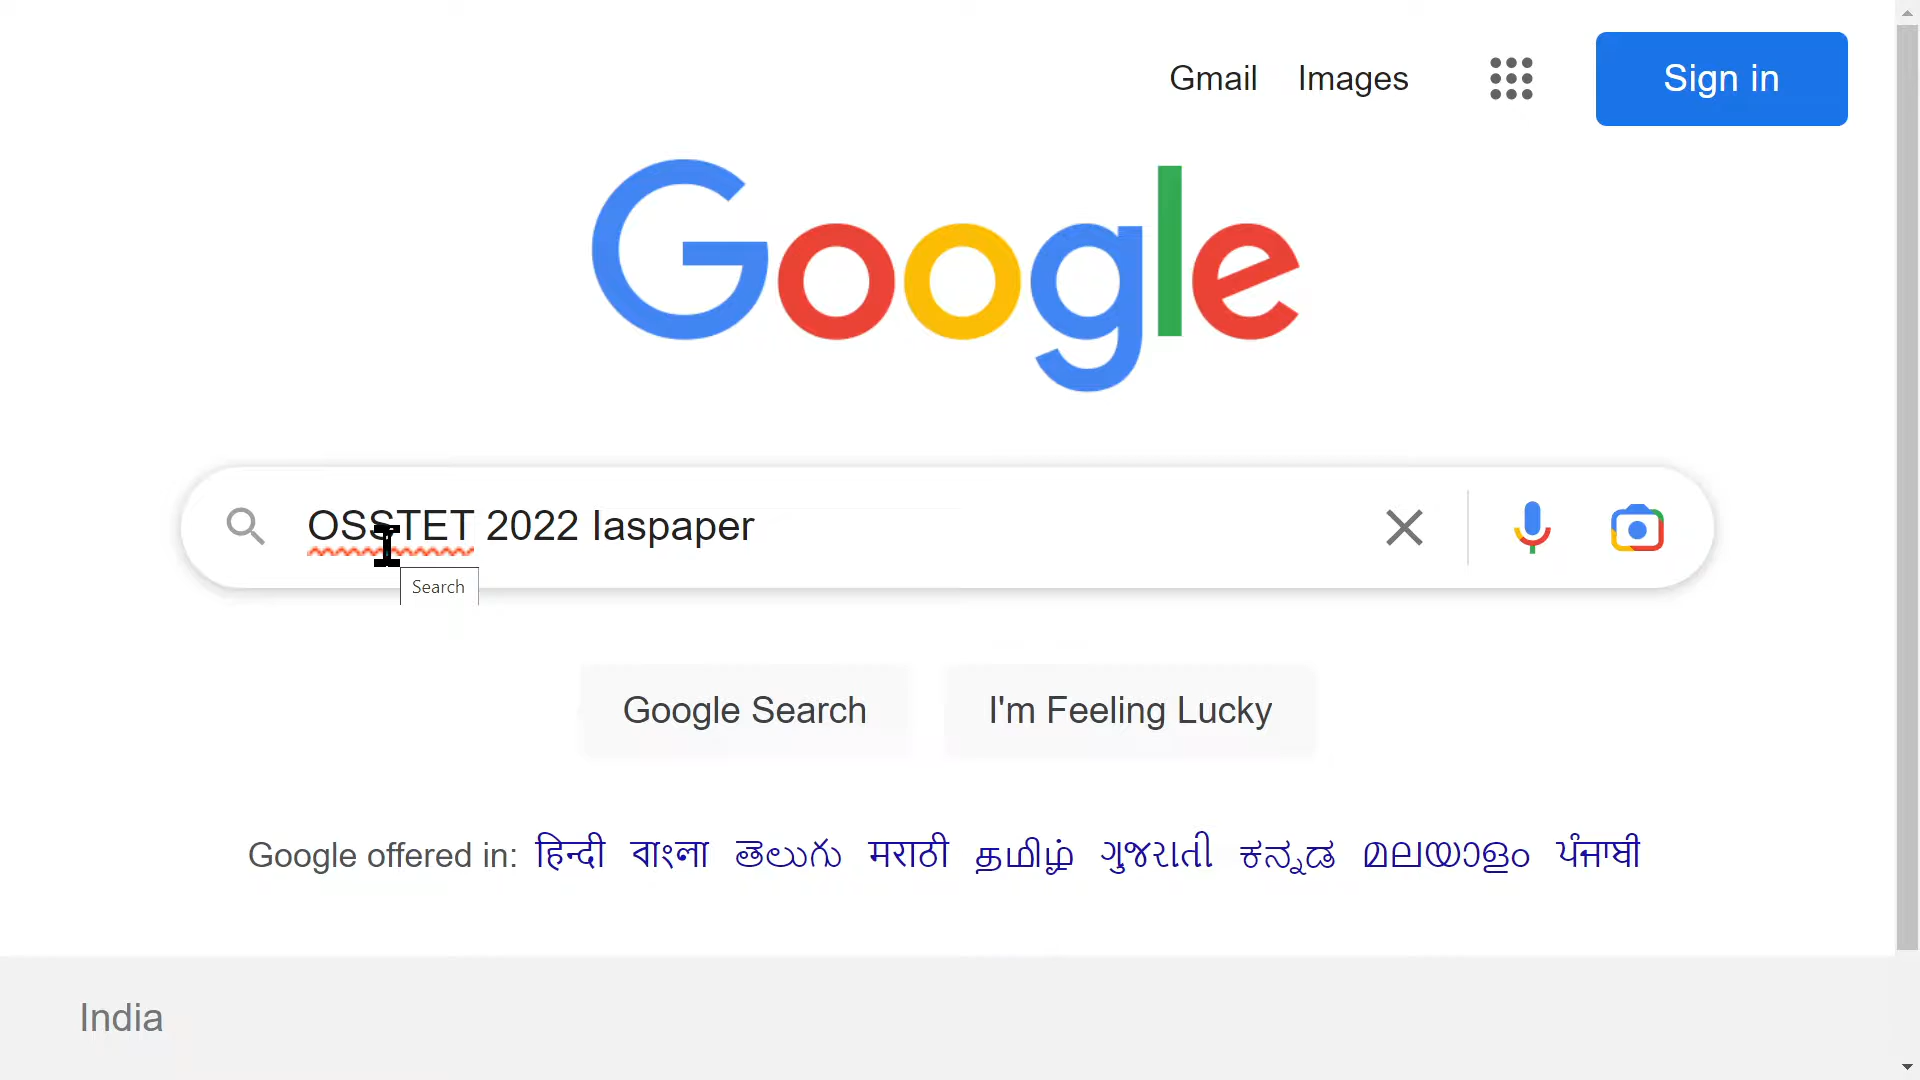 Gmail Images Sign in
Google
OSSTET 2022 Iaspaper
Search
Google Search I'm Feeling Lucky
Google offered in: हिन्दी বাংলা తెలుగు मराठी தமிழ் ગુજરાતી ಕನ್ನಡ മലയാളം ਪੰਜਾਬੀ
India